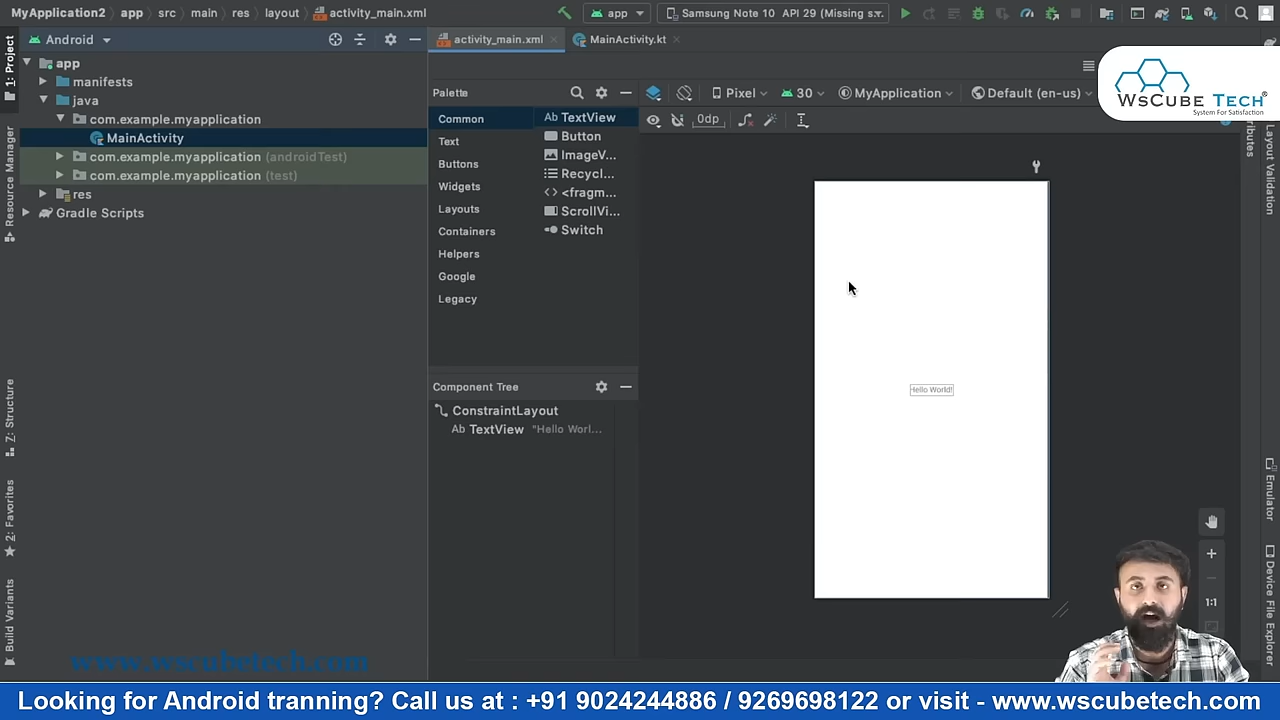 MyApplication2 app src main res layout activity_main.xml
app
Samsung Note 10 API 29 (Missing s..
Android
activity_main.xml
MainActivity.kt
1: Project
Resource Manager
Z: Structure
2: Favorites
Build Variants
app
manifests
java
com.example.myapplication
MainActivity
com.example.myapplication (androidTest)
com.example.myapplication (test)
res
Gradle Scripts
Palette
Common
Text
Buttons
Widgets
Layouts
Containers
Helpers
Google
Legacy
Ab TextView
Button
ImageV...
Recycl...
<> <fragm...
ScrollVi...
Switch
Component Tree
ConstraintLayout
Ab TextView "Hello Worl...
Pixel
30
MyApplication
Default (en-us)
0dp
Hello World!
1:1
WsCube Tech
System For Satisfaction
ributes
Layout Validation
Emulator
Device File Explorer
www.wscubetech.com
Looking for Android tranning? Call us at : +91 9024244886 / 9269698122 or visit - www.wscubetech.com